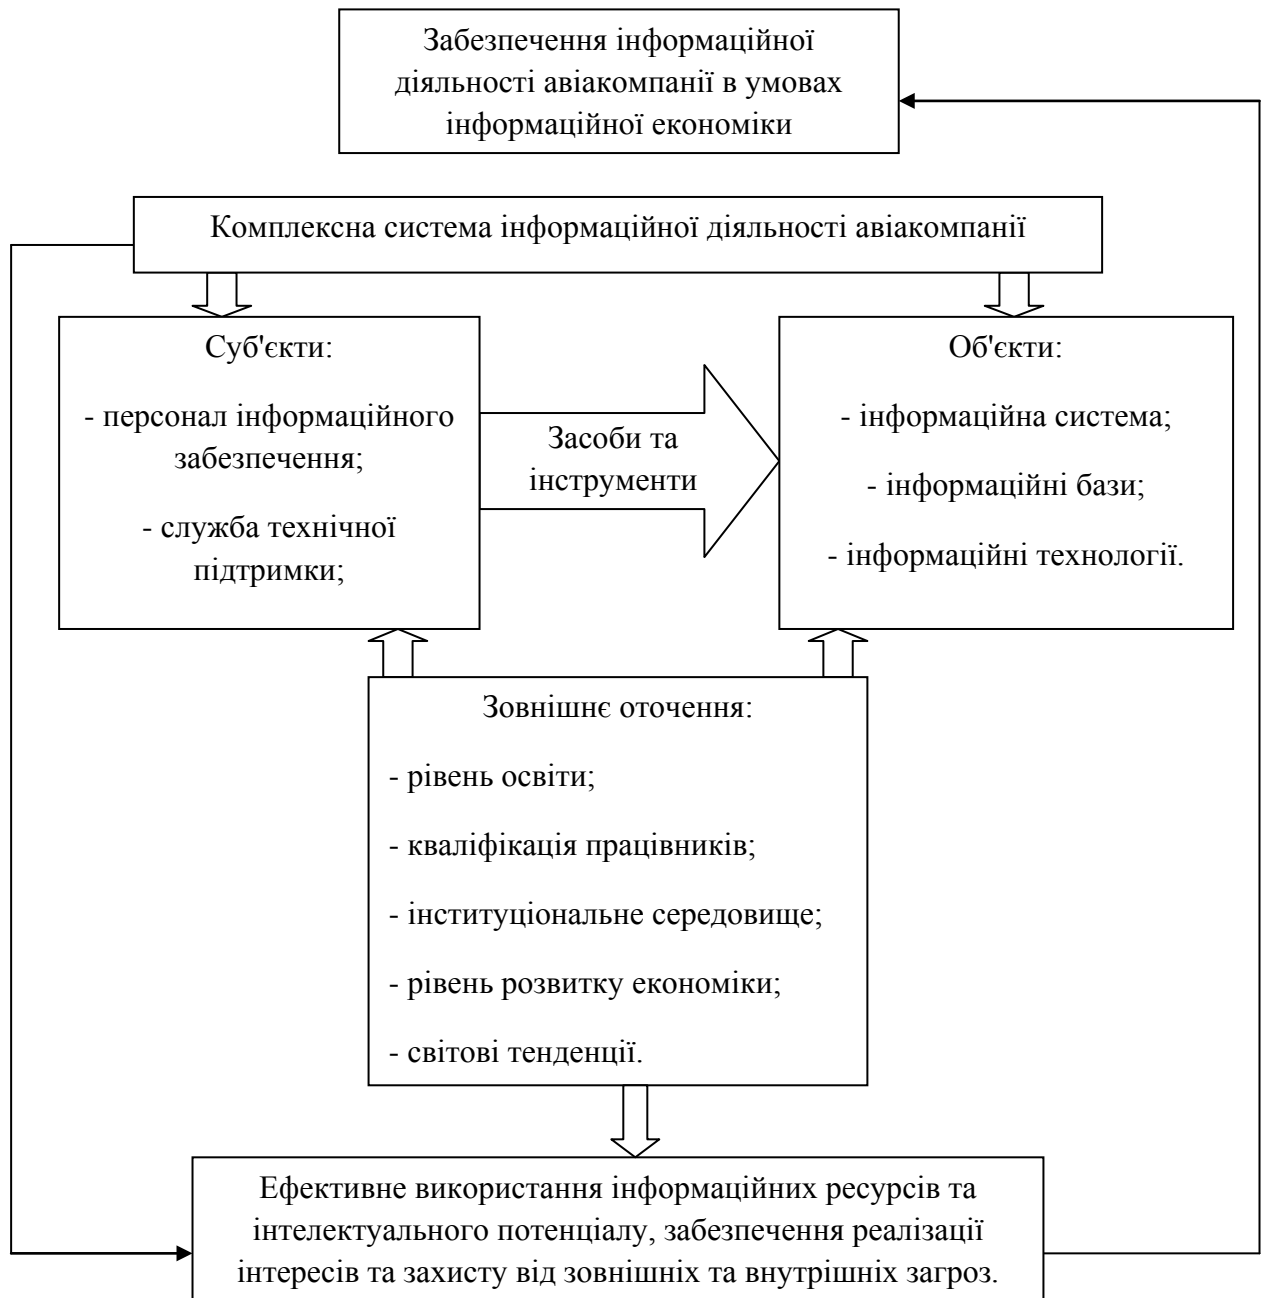 Забезпечення інформаційної
діяльності авіакомпанії в умовах
інформаційної економіки
Комплексна система інформаційної діяльності авіакомпанії
Суб'єкти:
- персонал інформаційного
забезпечення;
- служба технічної
підтримки;
Засоби та
інструменти
Об'єкти:
- інформаційна система;
- інформаційні бази;
- інформаційні технології.
Зовнішнє оточення:
- рівень освіти;
- кваліфікація працівників;
- інституціональне середовище;
- рівень розвитку економіки;
- світові тенденції.
Ефективне використання інформаційних ресурсів та
інтелектуального потенціалу, забезпечення реалізації
інтересів та захисту від зовнішніх та внутрішніх загроз.